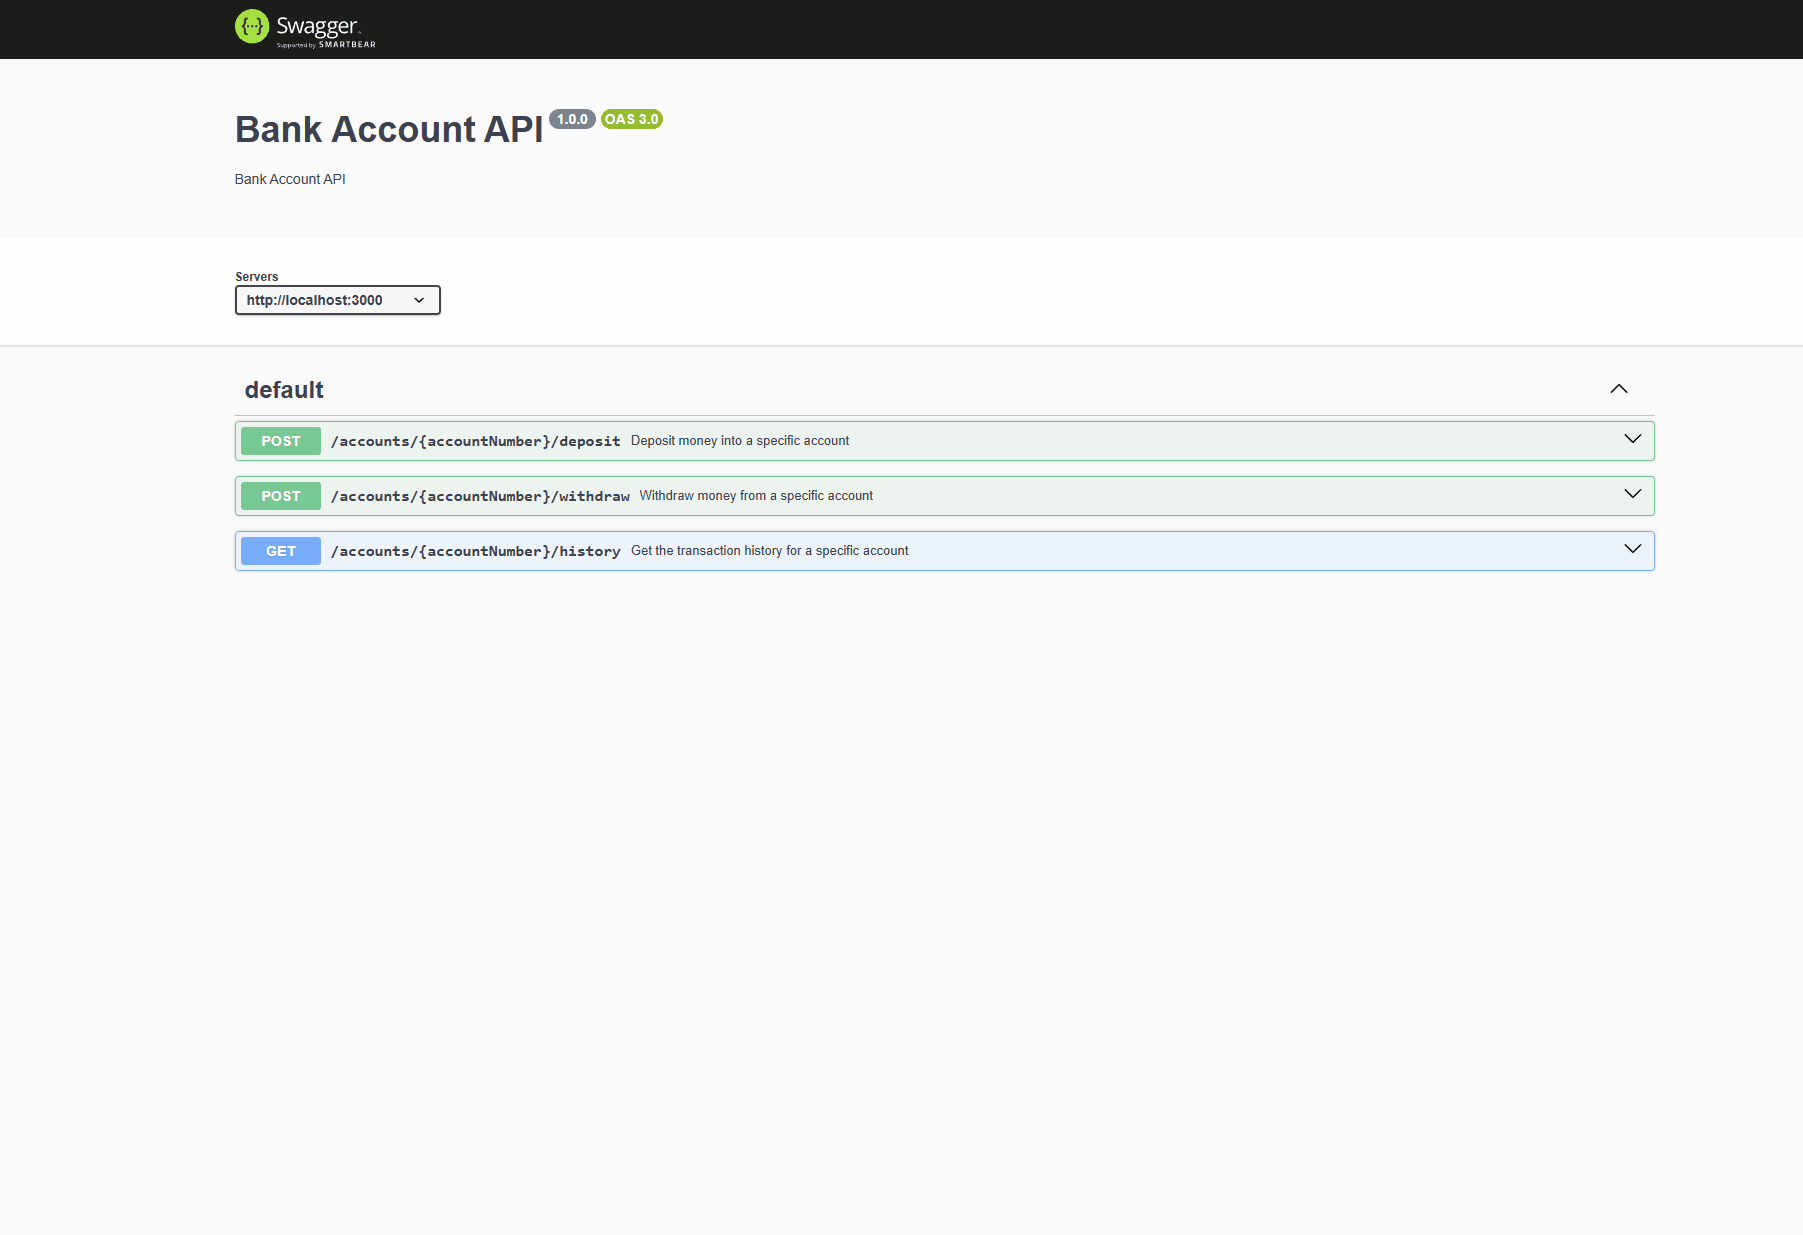 {...} Swagger
Supported by SMARTBEAR
Bank Account API 1.0.0 OAS 3.0
Bank Account API
Servers
http://localhost:3000
default
POST /accounts/{accountNumber}/deposit Deposit money into a specific account
POST /accounts/{accountNumber}/withdraw Withdraw money from a specific account
GET /accounts/{accountNumber}/history Get the transaction history for a specific account